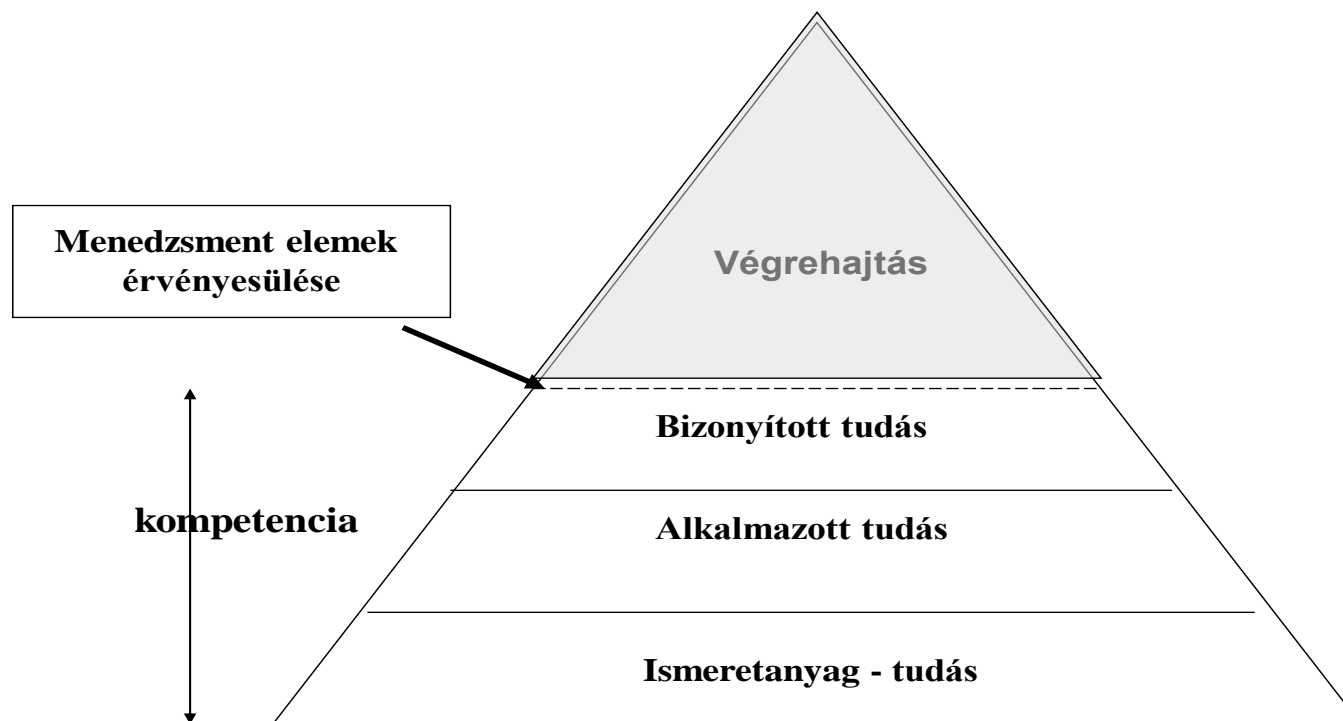 Menedzsment elemek
érvényesülése
Végrehajtás
Bizonyított tudás
kompetencia
Alkalmazott tudás
Ismeretanyag - tudás